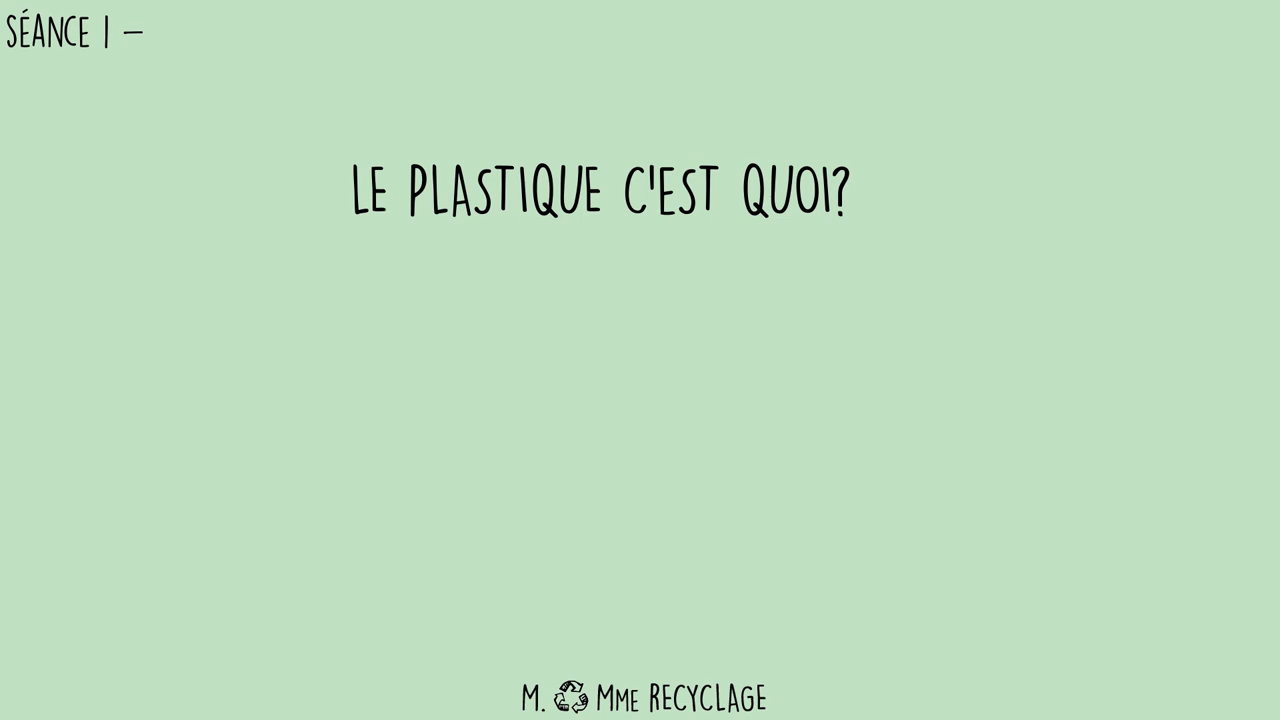 SÉANCE 1 –
LE PLASTIQUE C'EST QUOI?
M. ♻ Mme RECYCLAGE